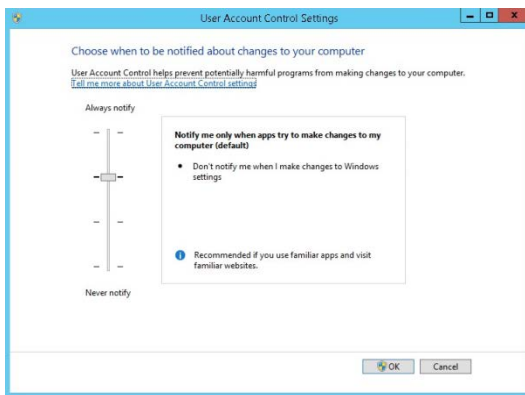 User Account Control Settings
Choose when to be notified about changes to your computer
User Account Control helps prevent potentially harmful programs from making changes to your computer.
Tell me more about User Account Control settings
Always notify
Notify me only when apps try to make changes to my
computer (default)
• Don't notify me when I make changes to Windows
settings
Recommended if you use familiar apps and visit
familiar websites.
Never notify
OK Cancel